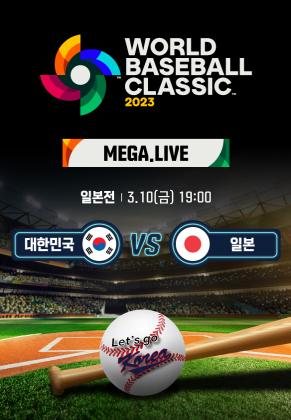 WORLD
BASEBALL
CLASSIC™
2023
MEGA.LIVE
일본전 | 3.10(금) 19:00
대한민국 VS 일본
Let's go
Korea